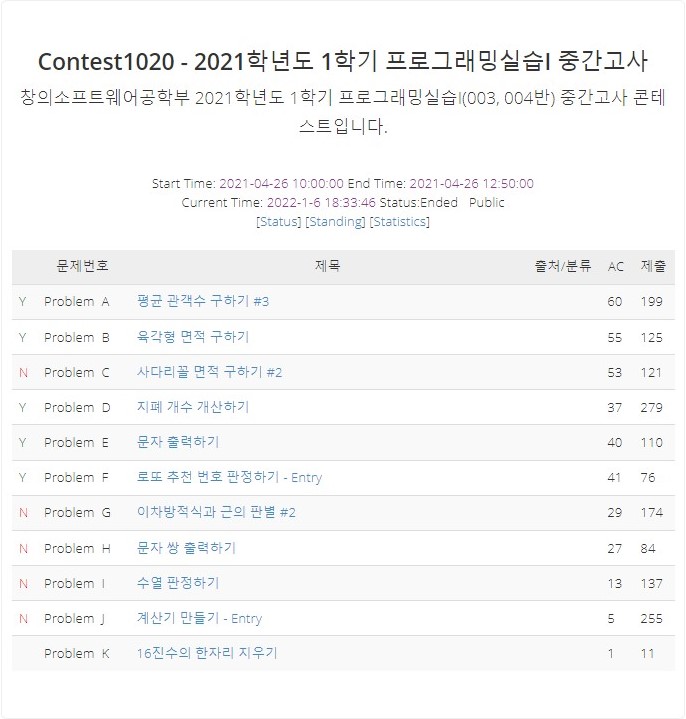 Contest1020 - 2021학년도 1학기 프로그래밍실습I 중간고사
창의소프트웨어공학부 2021학년도 1학기 프로그래밍실습I(003, 004반) 중간고사 콘테
스트입니다.
Start Time: 2021-04-26 10:00:00 End Time: 2021-04-26 12:50:00
Current Time: 2022-1-6 18:33:46 Status:Ended Public
[Status] [Standing] [Statistics]
문제번호 제목 출처/분류 AC 제출
Y Problem A 평균 관객수 구하기 #3 60 199
Y Problem B 육각형 면적 구하기 55 125
N Problem C 사다리꼴 면적 구하기 #2 53 121
Y Problem D 지폐 개수 개산하기 37 279
Y Problem E 문자 출력하기 40 110
Y Problem F 로또 추천 번호 판정하기 - Entry 41 76
N Problem G 이차방적식과 근의 판별 #2 29 174
N Problem H 문자 쌍 출력하기 27 84
N Problem I 수열 판정하기 13 137
N Problem J 계산기 만들기 - Entry 5 255
Problem K 16진수의 한자리 지우기 1 11